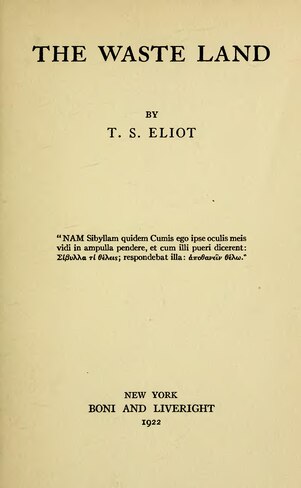 THE WASTE LAND
BY
T. S. ELIOT
"NAM Sibyllam quidem Cumis ego ipse oculis meis
vidi in ampulla pendere, et cum illi pueri dicerent:
Σίβυλλα τί θέλεις; respondebat illa: ἀποθανεῖν θέλω."
NEW YORK
BONI AND LIVERIGHT
1922